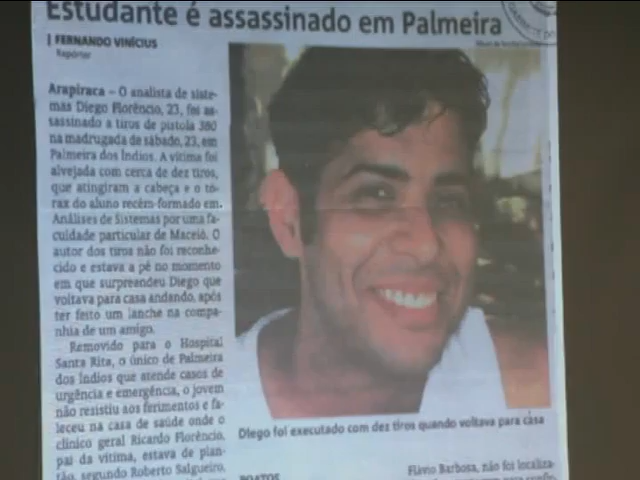 Estudante é assassinado em Palmeira
FERNANDO VINÍCIUS
Repórter
Arapiraca – O analista de siste-
mas Diego Florêncio, 23, foi as-
sassinado a tiros de pistola 380
na madrugada de sábado, 23, em
Palmeira dos Índios. A vítima foi
alvejada com cerca de dez tiros,
que atingiram a cabeça e o tó-
rax do aluno recém-formado em
Análises de Sistemas por uma fa-
culdade particular de Maceió. O
autor dos tiros não foi reconhe-
cido e estava a pé no momento
em que surpreendeu Diego que
voltava para casa andando, após
ter feito um lanche na compa-
nhia de um amigo.
Removido para o Hospital
Santa Rita, o único de Palmeira
dos Índios que atende casos de
urgência e emergência, o jovem
não resistiu aos ferimentos e fa-
leceu na casa de saúde onde o
clínico geral Ricardo Florêncio,
pai da vítima, estava de plan-
tão, segundo Roberto Salgueiro,
Diego foi executado com dez tiros quando voltava para casa
BOATOS
Flávio Barbosa, não foi localiza-